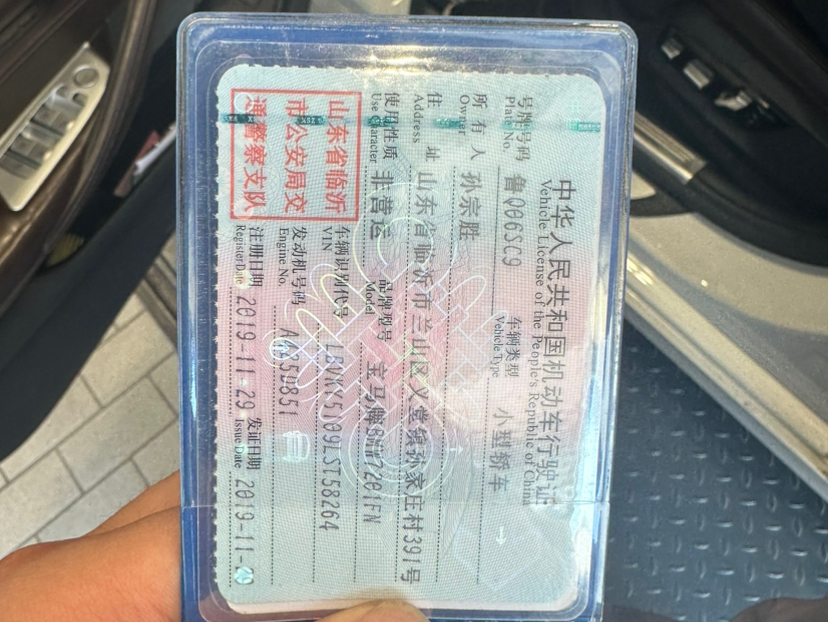 中华人民共和国机动车行驶证
Vehicle License of the People's Republic of China
号牌号码 鲁Q06SC9 车辆类型 小型轿车
Plate No. Vehicle Type
所有人 孙宗胜
Owner
住址 山东省临沂市兰山区义堂镇孙家庄村391号
Address
使用性质 非营运 品牌型号 宝马牌BMW7201FN
Use Character Model
山东省临沂
市公安局交
通警察支队
车辆识别代号
VIN
发动机号码
Engine No.
注册日期 2019-11-29 发证日期
Register Date Issue Date